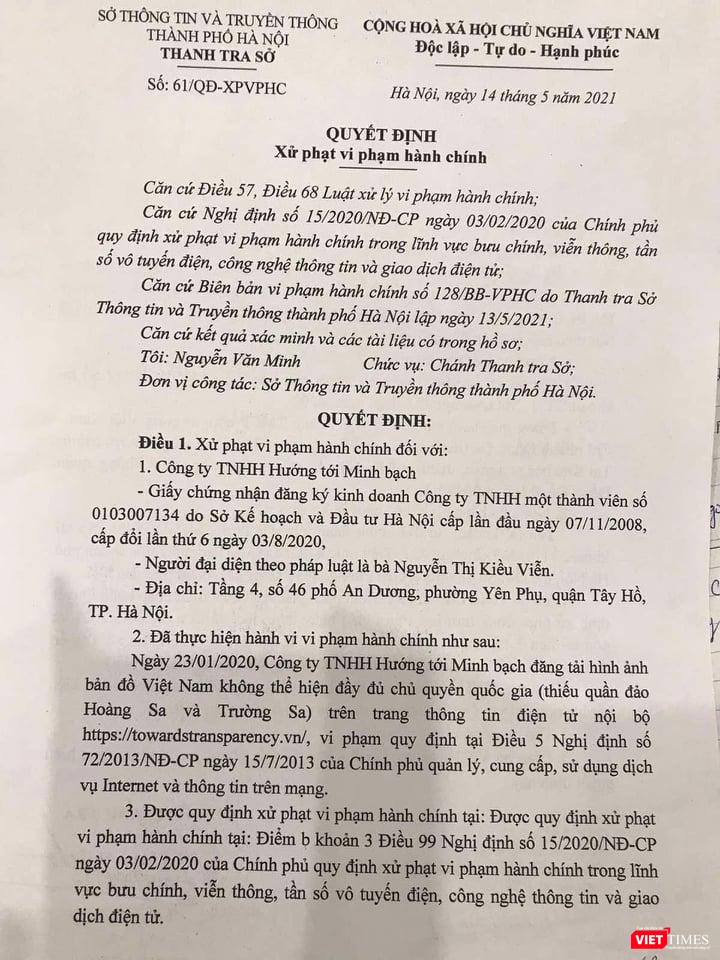 SỞ THÔNG TIN VÀ TRUYỀN THÔNG
THÀNH PHỐ HÀ NỘI
THANH TRA SỞ
Số: 61/QĐ-XPVPHC
CỘNG HOÀ XÃ HỘI CHỦ NGHĨA VIỆT NAM
Độc lập - Tự do - Hạnh phúc
Hà Nội, ngày 14 tháng 5 năm 2021
QUYẾT ĐỊNH
Xử phạt vi phạm hành chính
Căn cứ Điều 57, Điều 68 Luật xử lý vi phạm hành chính;
Căn cứ Nghị định số 15/2020/NĐ-CP ngày 03/02/2020 của Chính phủ
quy định xử phạt vi phạm hành chính trong lĩnh vực bưu chính, viễn thông, tần
số vô tuyến điện, công nghệ thông tin và giao dịch điện tử;
Căn cứ Biên bản vi phạm hành chính số 128/BB-VPHC do Thanh tra Sở
Thông tin và Truyền thông thành phố Hà Nội lập ngày 13/5/2021;
Căn cứ kết quả xác minh và các tài liệu có trong hồ sơ;
Tôi: Nguyễn Văn Minh Chức vụ: Chánh Thanh tra Sở;
Đơn vị công tác: Sở Thông tin và Truyền thông thành phố Hà Nội.
QUYẾT ĐỊNH:
Điều 1. Xử phạt vi phạm hành chính đối với:
1. Công ty TNHH Hướng tới Minh bạch
- Giấy chứng nhận đăng ký kinh doanh Công ty TNHH một thành viên số
0103007134 do Sở Kế hoạch và Đầu tư Hà Nội cấp lần đầu ngày 07/11/2008,
cấp đổi lần thứ 6 ngày 03/8/2020,
- Người đại diện theo pháp luật là bà Nguyễn Thị Kiều Viễn.
- Địa chỉ: Tầng 4, số 46 phố An Dương, phường Yên Phụ, quận Tây Hồ,
TP. Hà Nội.
2. Đã thực hiện hành vi vi phạm hành chính như sau:
Ngày 23/01/2020, Công ty TNHH Hướng tới Minh bạch đăng tải hình ảnh
bản đồ Việt Nam không thể hiện đầy đủ chủ quyền quốc gia (thiếu quần đảo
Hoàng Sa và Trường Sa) trên trang thông tin điện tử nội bộ
https://towardstransparency.vn/, vi phạm quy định tại Điều 5 Nghị định số
72/2013/NĐ-CP ngày 15/7/2013 của Chính phủ quản lý, cung cấp, sử dụng dịch
vụ Internet và thông tin trên mạng.
3. Được quy định xử phạt vi phạm hành chính tại: Được quy định xử phạt
vi phạm hành chính tại: Điểm b khoản 3 Điều 99 Nghị định số 15/2020/NĐ-CP
ngày 03/02/2020 của Chính phủ quy định xử phạt vi phạm hành chính trong lĩnh
vực bưu chính, viễn thông, tần số vô tuyến điện, công nghệ thông tin và giao
dịch điện tử.
VIETTIMES